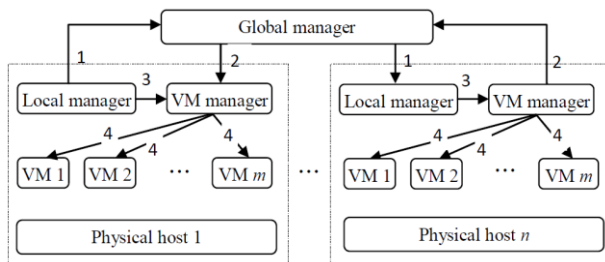 Global manager
1 2 1 2
Local manager 3 VM manager Local manager 3 VM manager
4 4 4 4 4 4
VM 1 VM 2 ... VM m ... VM 1 VM 2 ... VM m
Physical host 1 Physical host n